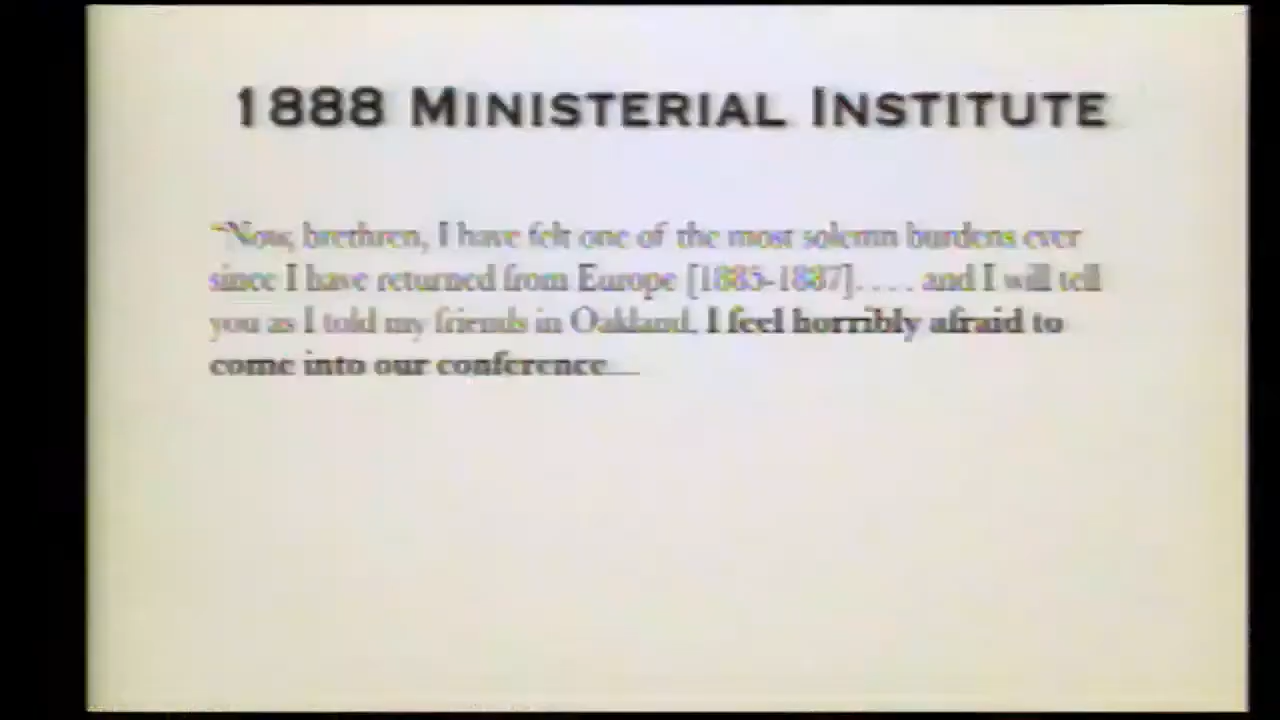 1888 MINISTERIAL INSTITUTE
"Now, brethren, I have felt one of the most solemn burdens ever
since I have returned from Europe [1885-1887]. . . . and I will tell
you as I told my friends in Oakland, I feel horribly afraid to
come into our conference....